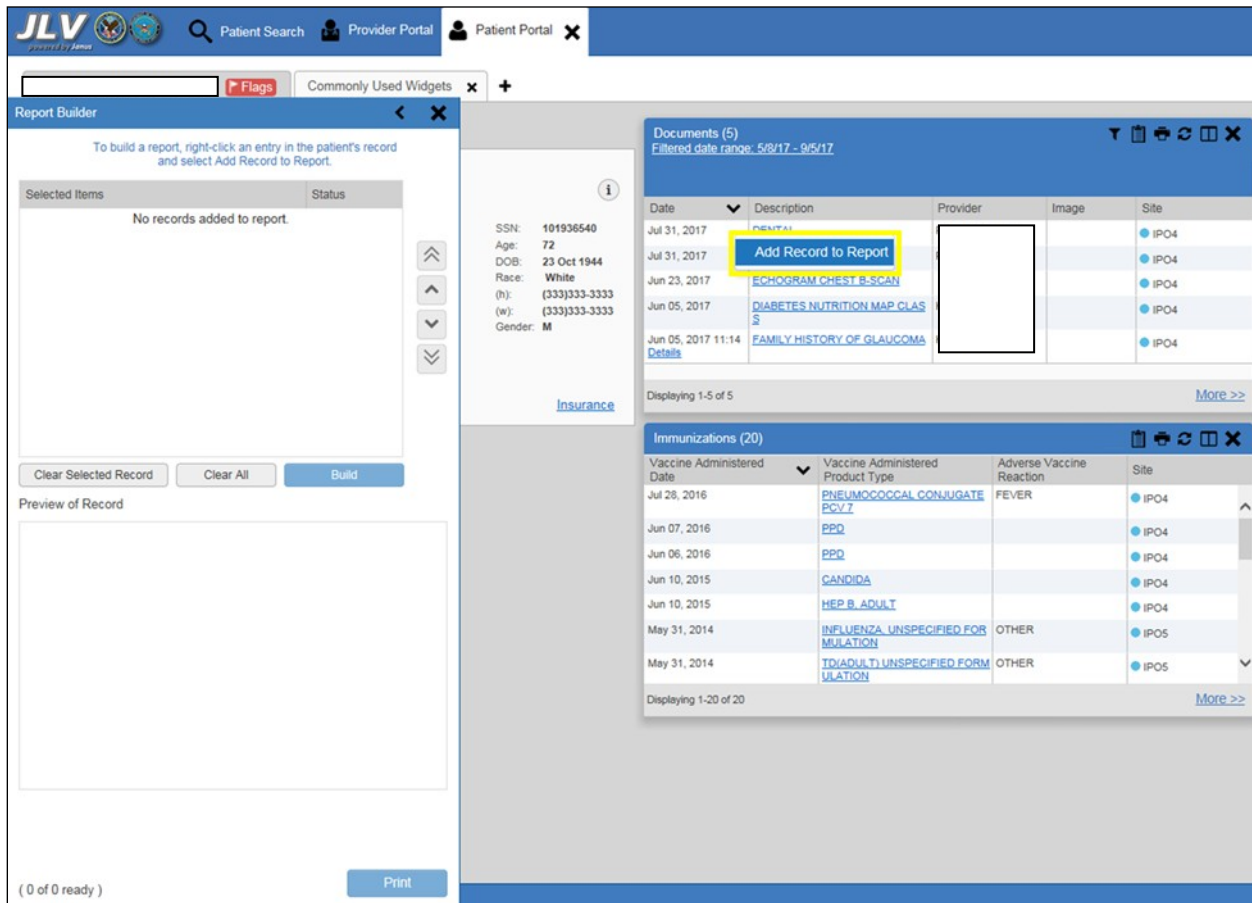 JLV
powered by Janus
Patient Search
Provider Portal
Patient Portal
Flags
Commonly Used Widgets
Report Builder
To build a report, right-click an entry in the patient's record
and select Add Record to Report.
Selected Items Status
No records added to report.
Clear Selected Record Clear All Build
Preview of Record
( 0 of 0 ready )
Print
SSN: 101936540
Age: 72
DOB: 23 Oct 1944
Race: White
(h): (333)333-3333
(w): (333)333-3333
Gender: M
Insurance
Documents (5)
Filtered date range: 5/8/17 - 9/5/17
Date Description Provider Image Site
Jul 31, 2017 DENTAL IPO4
Add Record to Report
Jul 31, 2017 IPO4
Jun 23, 2017 ECHOGRAM CHEST B-SCAN IPO4
Jun 05, 2017 DIABETES NUTRITION MAP CLAS IPO4
S
Jun 05, 2017 11:14 FAMILY HISTORY OF GLAUCOMA IPO4
Details
Displaying 1-5 of 5 More >>
Immunizations (20)
Vaccine Administered Vaccine Administered Adverse Vaccine Site
Date Product Type Reaction
Jul 28, 2016 PNEUMOCOCCAL CONJUGATE FEVER IPO4
PCV 7
Jun 07, 2016 PPD IPO4
Jun 06, 2016 PPD IPO4
Jun 10, 2015 CANDIDA IPO4
Jun 10, 2015 HEP B, ADULT IPO4
May 31, 2014 INFLUENZA, UNSPECIFIED FOR OTHER IPO5
MULATION
May 31, 2014 TD(ADULT) UNSPECIFIED FORM OTHER IPO5
ULATION
Displaying 1-20 of 20 More >>